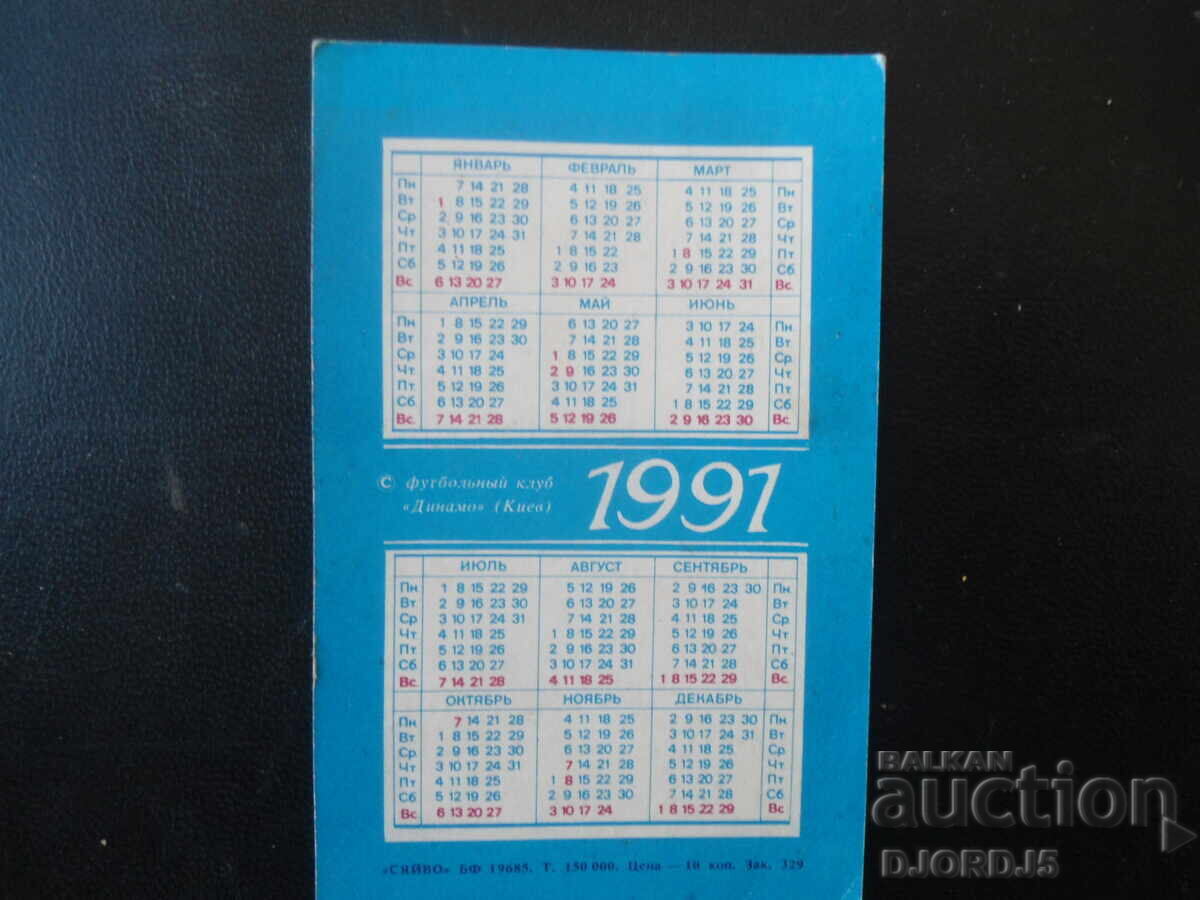 ЯНВАРЬ ФЕВРАЛЬ МАРТ
Пн 7 14 21 28 4 11 18 25 4 11 18 25 Пн
Вт 1 8 15 22 29 5 12 19 26 5 12 19 26 Вт
Ср 2 9 16 23 30 6 13 20 27 6 13 20 27 Ср
Чт 3 10 17 24 31 7 14 21 28 7 14 21 28 Чт
Пт 4 11 18 25 1 8 15 22 1 8 15 22 29 Пт
Сб 5 12 19 26 2 9 16 23 2 9 16 23 30 Сб
Вс 6 13 20 27 3 10 17 24 3 10 17 24 31 Вс.
АПРЕЛЬ МАЙ ИЮНЬ
Пн 1 8 15 22 29 6 13 20 27 3 10 17 24 Пн
Вт 2 9 16 23 30 7 14 21 28 4 11 18 25 Вт
Ср 3 10 17 24 1 8 15 22 29 5 12 19 26 Ср
Чт 4 11 18 25 2 9 16 23 30 6 13 20 27 Чт
Пт 5 12 19 26 3 10 17 24 31 7 14 21 28 Пт
Сб 6 13 20 27 4 11 18 25 1 8 15 22 29 Сб
Вс. 7 14 21 28 5 12 19 26 2 9 16 23 30 Вс.
© футбольный клуб
«Динамо» (Киев)
1991
ИЮЛЬ АВГУСТ СЕНТЯБРЬ
Пн 1 8 15 22 29 5 12 19 26 2 9 16 23 30 Пн
Вт 2 9 16 23 30 6 13 20 27 3 10 17 24 Вт
Ср 3 10 17 24 31 7 14 21 28 4 11 18 25 Ср
Чт 4 11 18 25 1 8 15 22 29 5 12 19 26 Чт
Пт 5 12 19 26 2 9 16 23 30 6 13 20 27 Пт.
Сб 6 13 20 27 3 10 17 24 31 7 14 21 28 Сб
Вс. 7 14 21 28 4 11 18 25 1 8 15 22 29 Вс.
ОКТЯБРЬ НОЯБРЬ ДЕКАБРЬ
Пн 7 14 21 28 4 11 18 25 2 9 16 23 30 Пн
Вт 1 8 15 22 29 5 12 19 26 3 10 17 24 31 Вт
Ср 2 9 16 23 30 6 13 20 27 4 11 18 25 Ср
Чт 3 10 17 24 31 7 14 21 28 5 12 19 26 Чт
Пт 4 11 18 25 1 8 15 22 29 6 13 20 27 Пт
Сб 5 12 19 26 2 9 16 23 30 7 14 21 28 Сб
Вс. 6 13 20 27 3 10 17 24 1 8 15 22 29 Вс
«СЯЙВО» БФ 19685. Т. 150 000. Цена — 10 коп. Зак. 329
BALKAN
auction
DJORDJ5